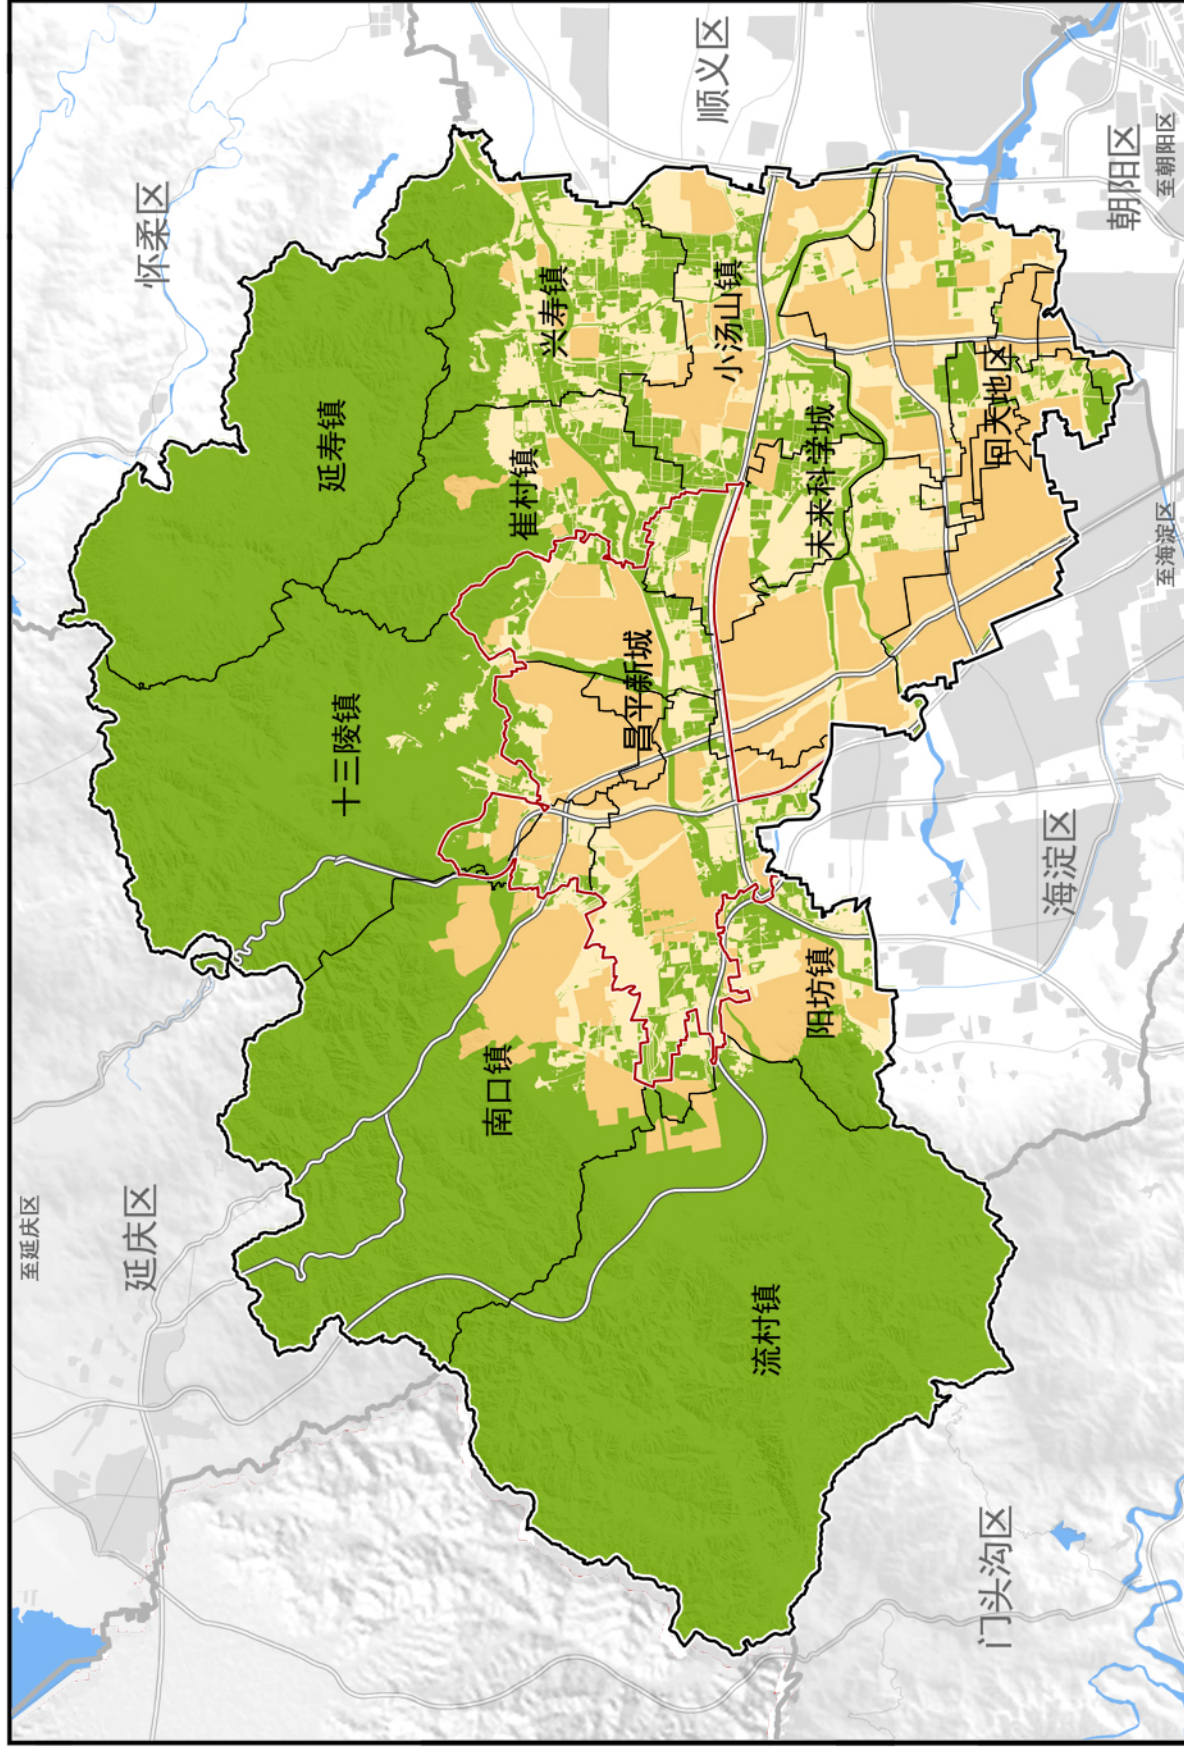 至延庆区
延庆区
怀柔区
延寿镇
十三陵镇
兴寿镇
顺义区
崔村镇
南口镇
小汤山镇
昌平新城
未来科学城
流村镇
阳坊镇
回天地区
朝阳区
至朝阳区
海淀区
至海淀区
门头沟区